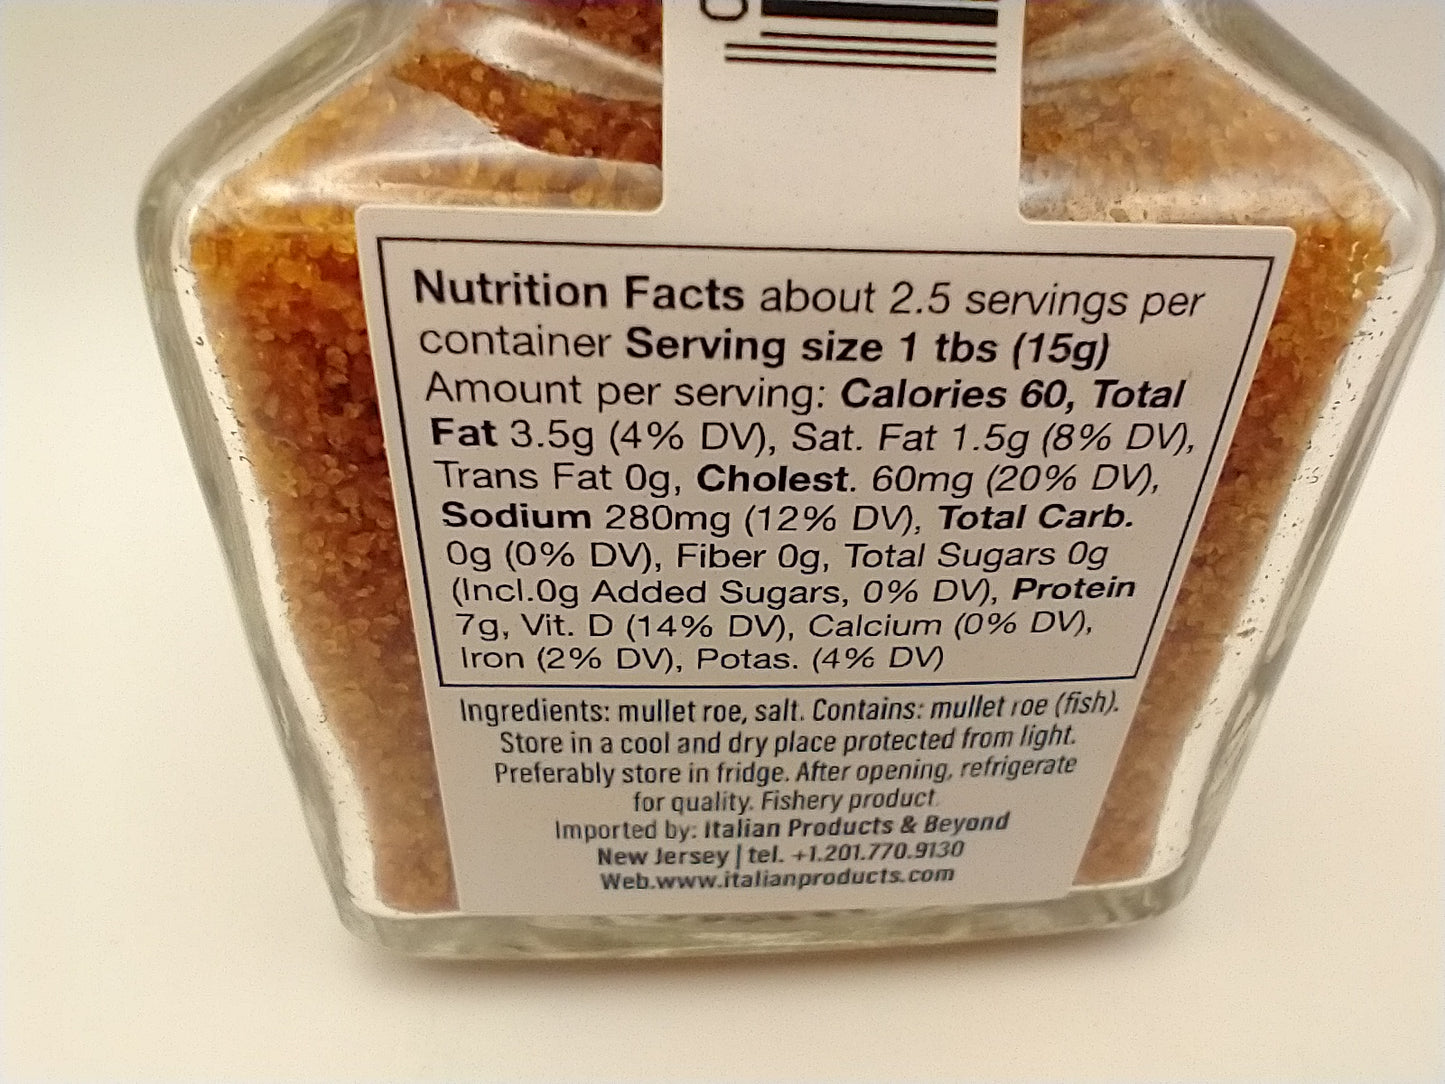 Nutrition Facts about 2.5 servings per
container Serving size 1 tbs (15g)
Amount per serving: Calories 60, Total
Fat 3.5g (4% DV), Sat. Fat 1.5g (8% DV),
Trans Fat 0g, Cholest. 60mg (20% DV),
Sodium 280mg (12% DV), Total Carb.
0g (0% DV), Fiber 0g, Total Sugars 0g
(Incl.0g Added Sugars, 0% DV), Protein
7g, Vit. D (14% DV), Calcium (0% DV),
Iron (2% DV), Potas. (4% DV)
Ingredients: mullet roe, salt. Contains: mullet roe (fish).
Store in a cool and dry place protected from light.
Preferably store in fridge. After opening, refrigerate
for quality. Fishery product.
Imported by: Italian Products & Beyond
New Jersey | tel. +1.201.770.9130
Web.www.italianproducts.com